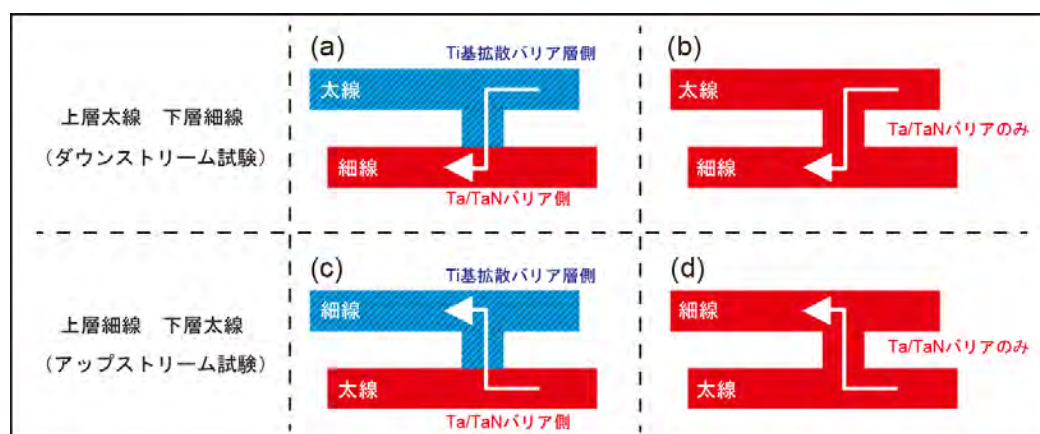 上層太線　下層細線
（ダウンストリーム試験）
(a)
Ti基拡散バリア層側
太線
細線
Ta/TaNバリア側
(b)
太線
Ta/TaNバリアのみ
細線
上層細線　下層太線
（アップストリーム試験）
(c)
Ti基拡散バリア層側
細線
太線
Ta/TaNバリア側
(d)
細線
Ta/TaNバリアのみ
太線